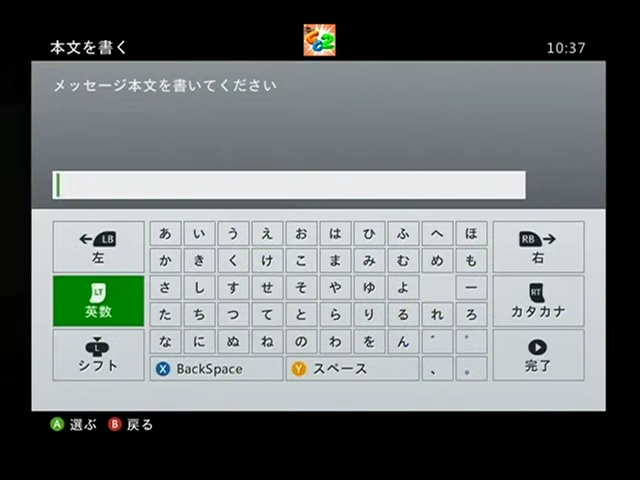 本文を書く
10:37
メッセージ本文を書いてください
LB
左
LT
英数
L
シフト
あ い う え お は ひ ふ へ ほ
か き く け こ ま み む め も
さ し す せ そ や ゆ よ ー
た ち つ て と ら り る れ ろ
な に ぬ ね の わ を ん ゛ ゜
X BackSpace Y スペース 、 。
RB
右
RT
カタカナ
完了
A 選ぶ B 戻る